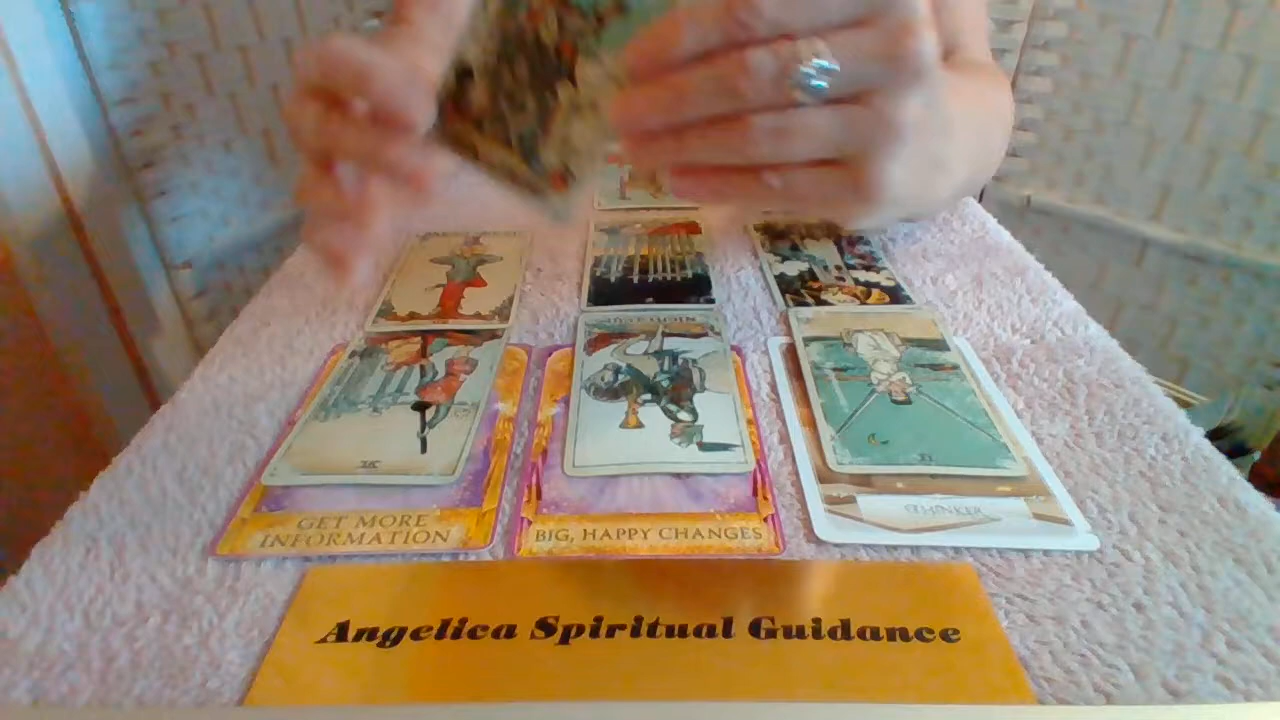 GET MORE
INFORMATION
BIG, HAPPY CHANGES
THINKER
Angelica Spiritual Guidance